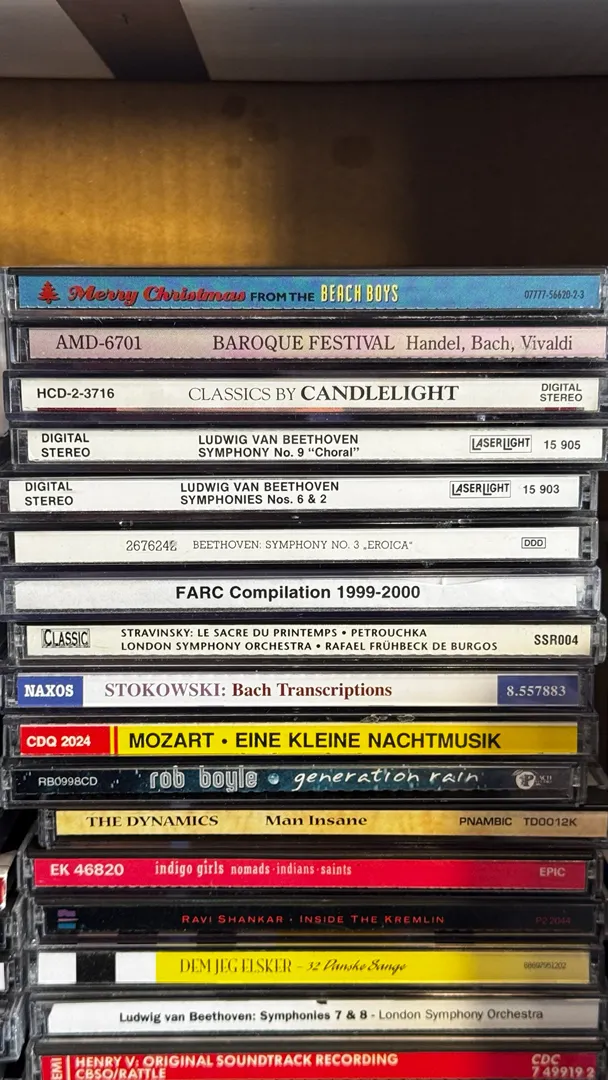 Merry Christmas FROM THE BEACH BOYS 07777-56620-2-3
AMD-6701 BAROQUE FESTIVAL Handel, Bach, Vivaldi
HCD-2-3716 CLASSICS BY CANDLELIGHT DIGITAL
STEREO
DIGITAL LUDWIG VAN BEETHOVEN LASERLIGHT 15 905
STEREO SYMPHONY No. 9 “Choral”
DIGITAL LUDWIG VAN BEETHOVEN LASERLIGHT 15 903
STEREO SYMPHONIES Nos. 6 & 2
2676242 BEETHOVEN: SYMPHONY NO. 3 „EROICA“ DDD
FARC Compilation 1999-2000
CLASSIC STRAVINSKY: LE SACRE DU PRINTEMPS • PETROUCHKA SSR004
LONDON SYMPHONY ORCHESTRA • RAFAEL FRÜHBECK DE BURGOS
NAXOS STOKOWSKI: Bach Transcriptions 8.557883
CDQ 2024 MOZART • EINE KLEINE NACHTMUSIK
RB0998CD rob boyle generation rain
THE DYNAMICS Man Insane PNAMBIC TD0012K
EK 46820 indigo girls nomads·indians·saints EPIC
RAVI SHANKAR · INSIDE THE KREMLIN P2 2044
DEM JEG ELSKER – 32 Danske Sange 88697951202
Ludwig van Beethoven: Symphonies 7 & 8 - London Symphony Orchestra
EMI HENRY V: ORIGINAL SOUNDTRACK RECORDING CDC
CBSO/RATTLE 7 49919 2